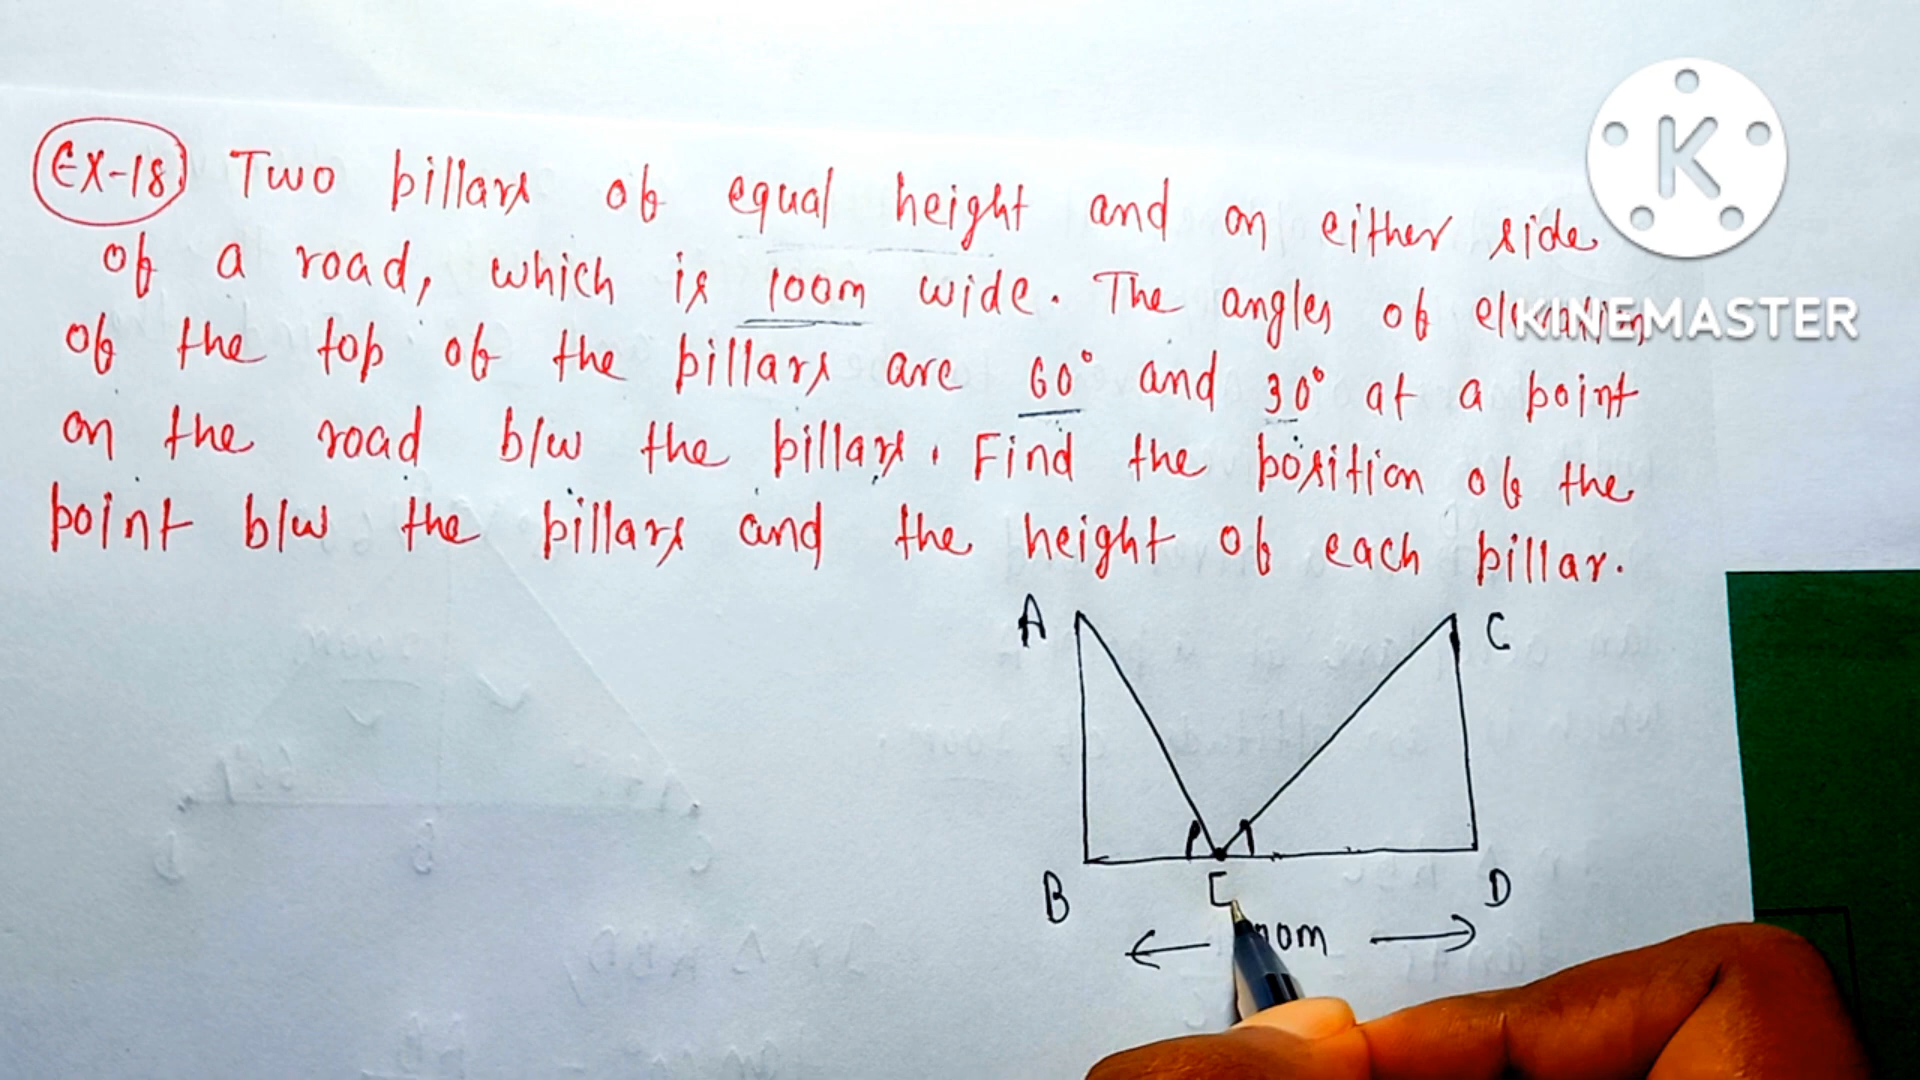 Ex-18 Two pillars of equal height and on either side
of a road, which is 100m wide. The angles of elevation
of the top of the pillars are 60° and 30° at a point
on the road b/w the pillars. Find the position of the
point b/w the pillars and the height of each pillar.
K
KINEMASTER
A C
B E D
100m